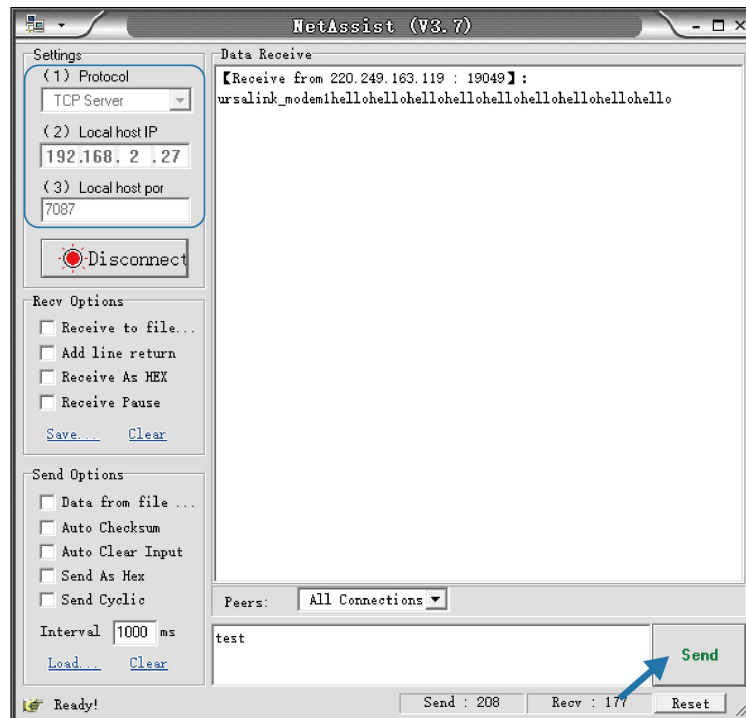 NetAssist (V3.7)
Settings
(1) Protocol
TCP Server
(2) Local host IP
192.168. 2 .27
(3) Local host por
7087
Disconnect
Recv Options
Receive to file...
Add line return
Receive As HEX
Receive Pause
Save... Clear
Send Options
Data from file ...
Auto Checksum
Auto Clear Input
Send As Hex
Send Cyclic
Interval 1000 ms
Load... Clear
Data Receive
【Receive from 220.249.163.119 : 19049】:
ursalink_modem1hellohellohellohellohellohellohellohellohello
Peers: All Connections
test
Send
Ready!
Send : 208
Recv : 177
Reset